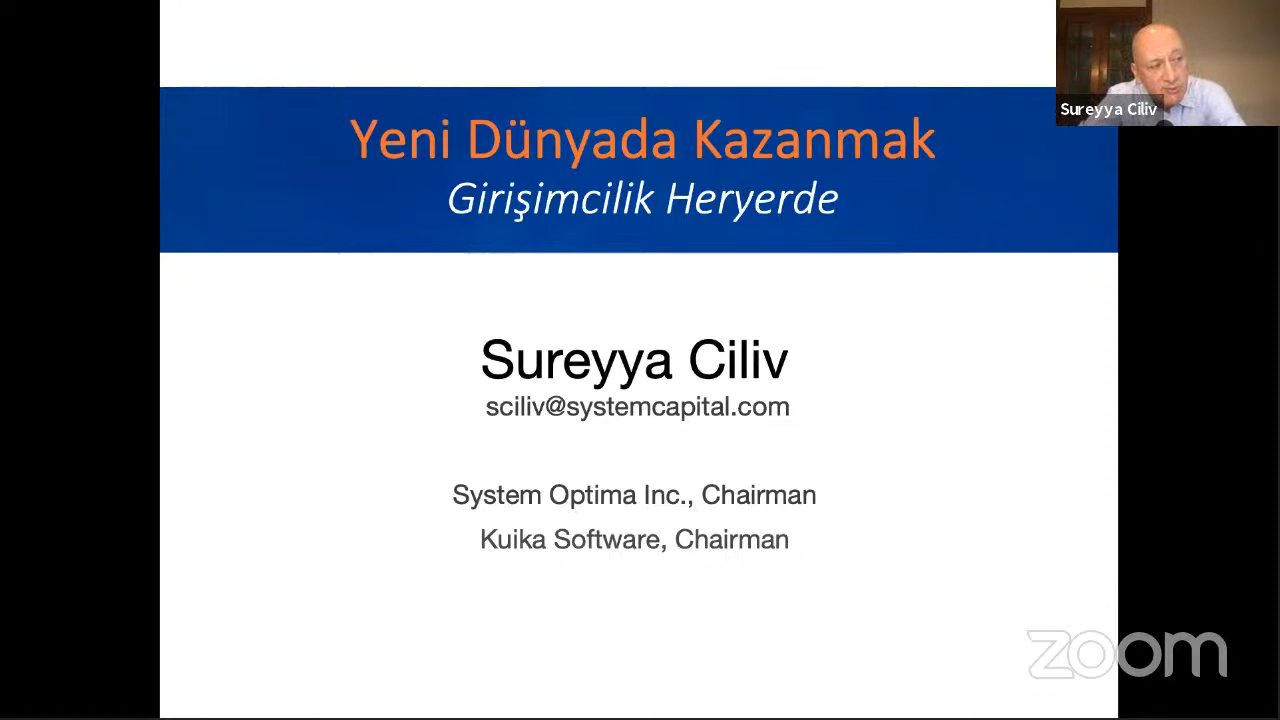 Sureyya Ciliv
Yeni Dünyada Kazanmak
Girişimcilik Heryerde
Sureyya Ciliv
sciliv@systemcapital.com
System Optima Inc., Chairman
Kuika Software, Chairman
zoom